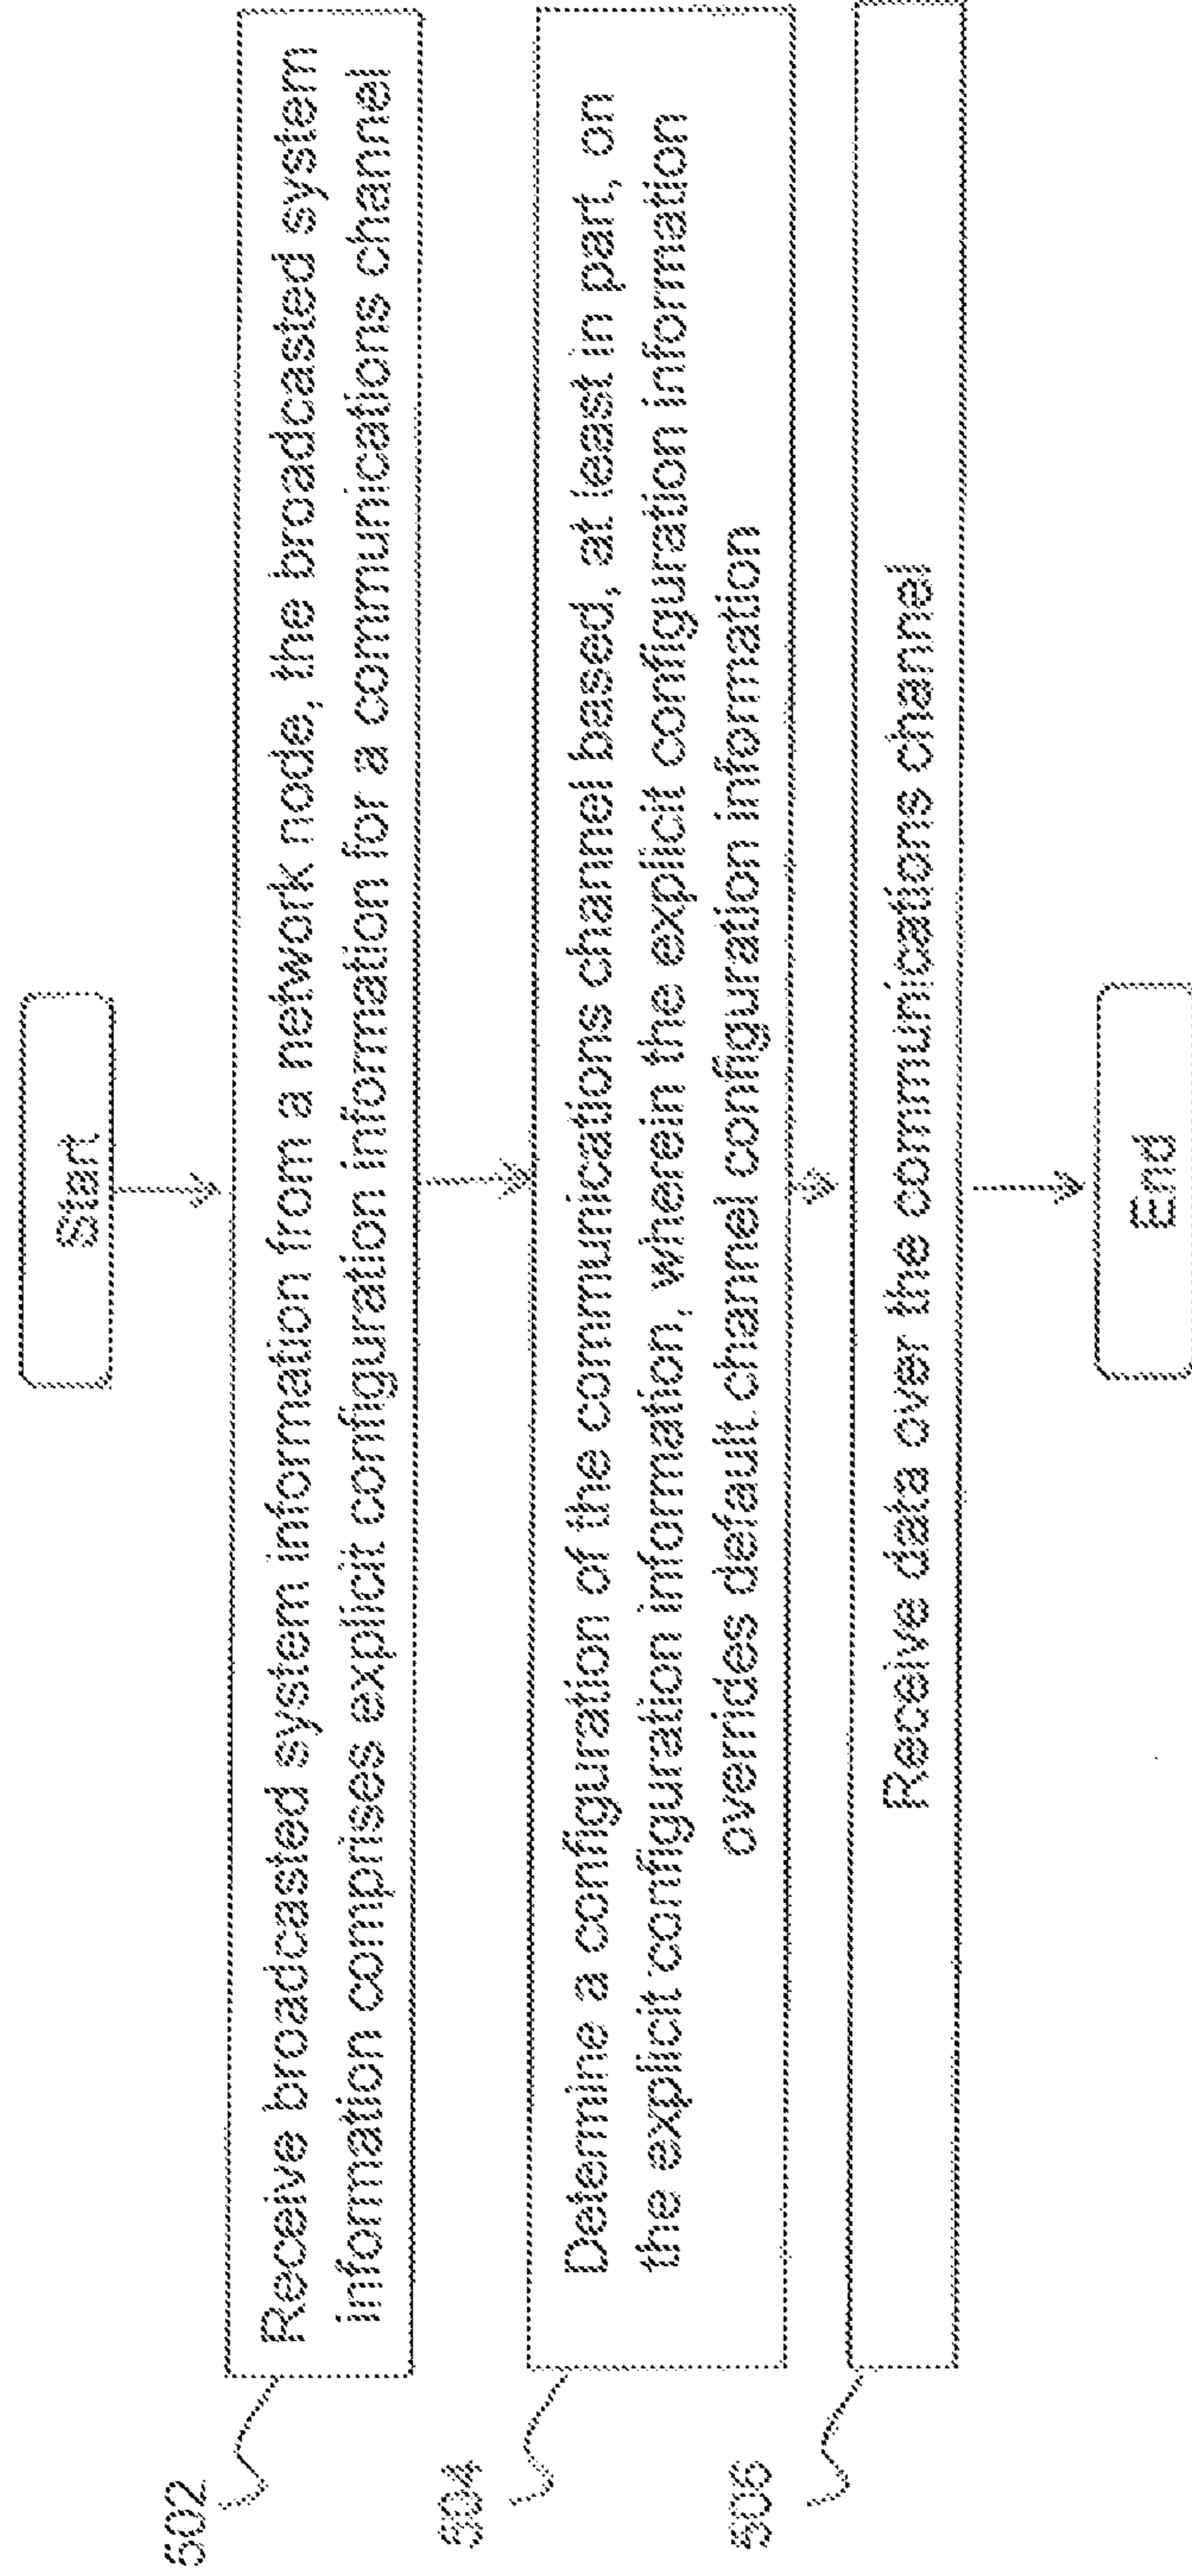 Start
502
Receive broadcasted system information from a network node, the broadcasted system
information comprises explicit configuration information for a communications channel
504
Determine a configuration of the communications channel based, at least in part, on
the explicit configuration information, wherein the explicit configuration information
overrides default channel configuration information
506
Receive data over the communications channel
End